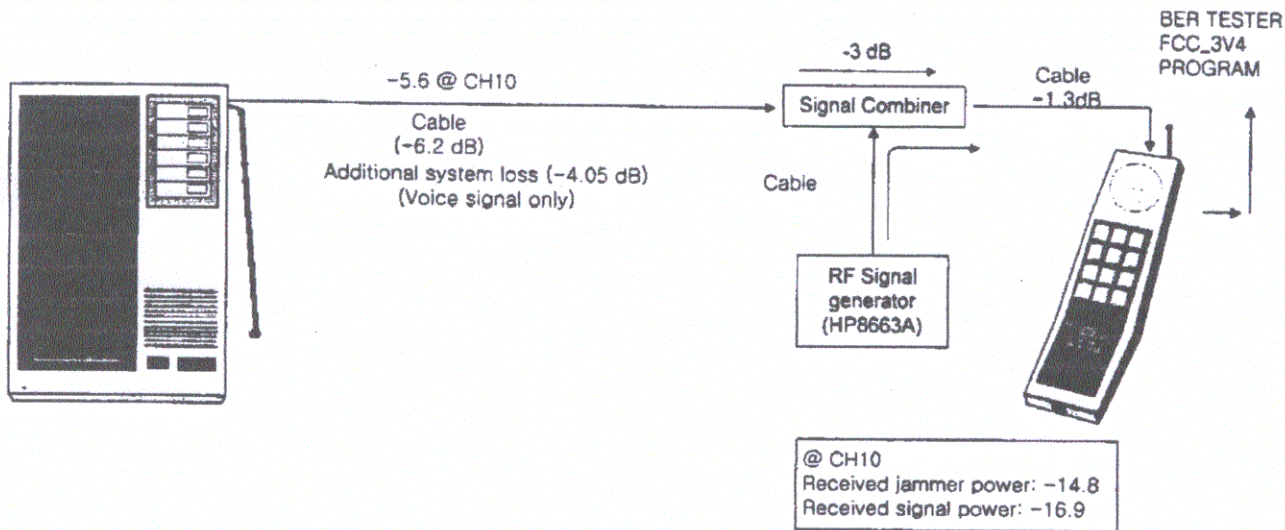 BER TESTER
FCC_3V4
PROGRAM
-3 dB
-5.6 @ CH10
Cable
-1.3dB
Signal Combiner
Cable
(-6.2 dB)
Additional system loss (-4.05 dB)
(Voice signal only)
Cable
RF Signal
generator
(HP8663A)
@ CH10
Received jammer power: -14.8
Received signal power: -16.9